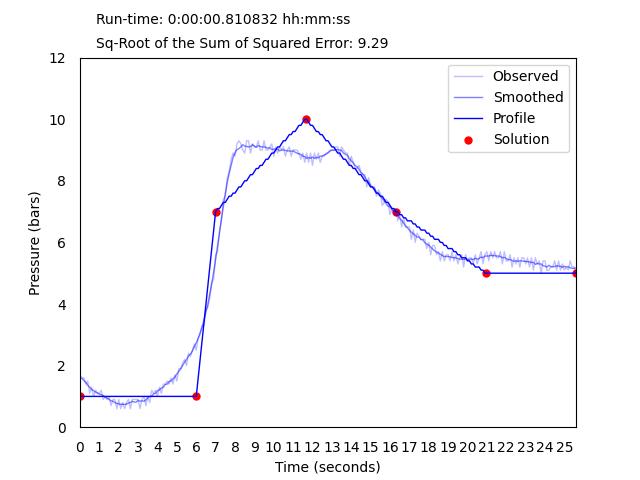 Run-time: 0:00:00.810832 hh:mm:ss
Sq-Root of the Sum of Squared Error: 9.29
12
10
8
6
4
2
0
Pressure (bars)
Observed
Smoothed
Profile
Solution
0 1 2 3 4 5 6 7 8 9 10 11 12 13 14 15 16 17 18 19 20 21 22 23 24 25
Time (seconds)